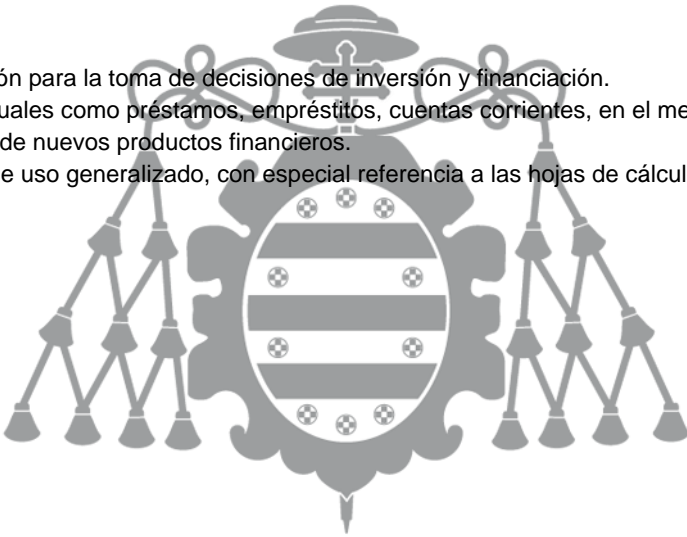 ón para la toma de decisiones de inversión y financiación.
uales como préstamos, empréstitos, cuentas corrientes, en el me
de nuevos productos financieros.
e uso generalizado, con especial referencia a las hojas de cálcul